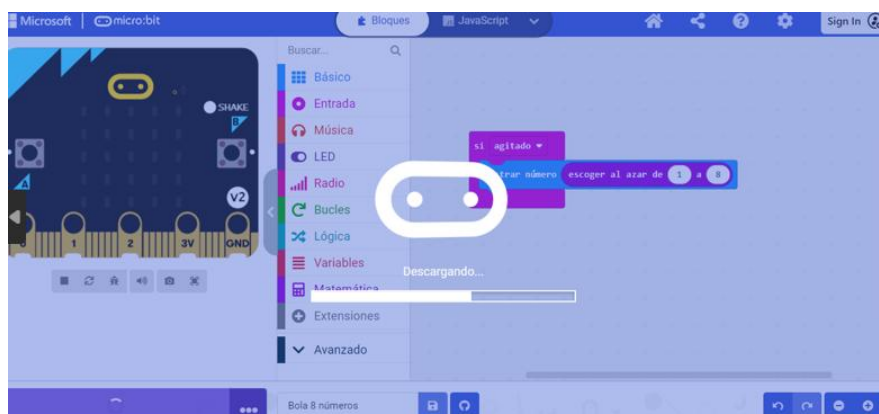 Microsoft micro:bit Bloques JavaScript Sign In
Buscar...
Básico
Entrada
SHAKE
B
Música
LED
si agitado
trar número escoger al azar de 1 a 8
A
Radio
V2
Bucles
1 2 3V GND
Lógica
Variables
Descargando...
Matemática
Extensiones
Avanzado
Bola 8 números